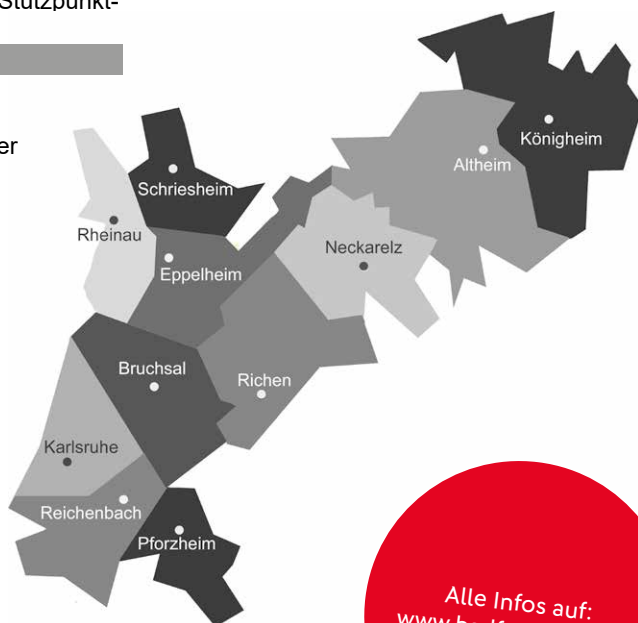 Stützpunkt-
er
Königheim
Altheim
Schriesheim
Rheinau
Neckarelz
Eppelheim
Bruchsal
Richen
Karlsruhe
Reichenbach
Pforzheim
Alle Infos auf: